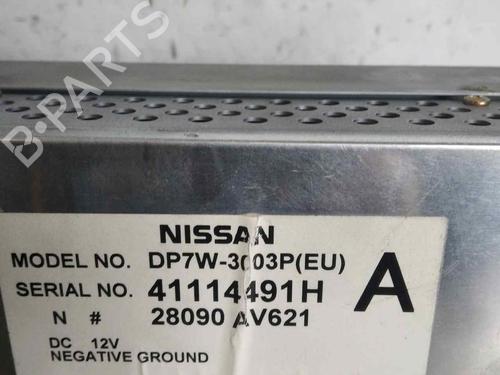 B-PARTS
NISSAN
MODEL NO. DP7W-3003P(EU)
SERIAL NO. 41114491H
A
N # 28090 AV621
DC 12V
NEGATIVE GROUND